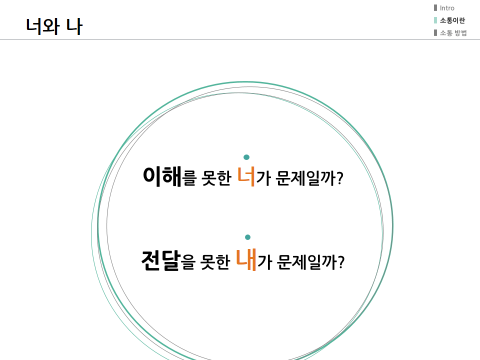 너와 나
Intro
소통이란
소통 방법
이해를 못한 너가 문제일까?
전달을 못한 내가 문제일까?